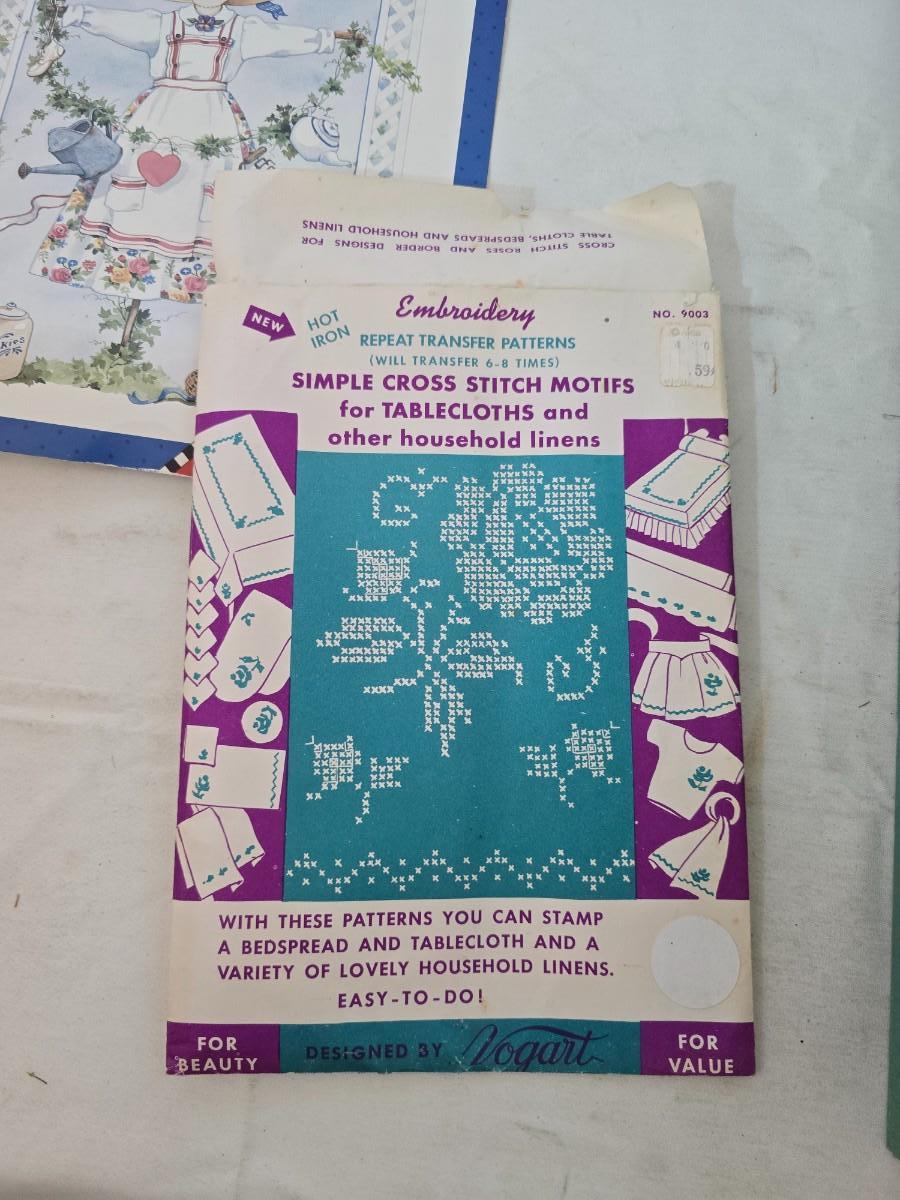 CROSS STITCH ROSES AND BORDER DESIGNS FOR
TABLE CLOTHS, BEDSPREADS AND HOUSEHOLD LINENS
NEW
HOT
IRON
Embroidery
NO. 9003
REPEAT TRANSFER PATTERNS
(WILL TRANSFER 6-8 TIMES)
.59¢
SIMPLE CROSS STITCH MOTIFS
for TABLECLOTHS and
other household linens
WITH THESE PATTERNS YOU CAN STAMP
A BEDSPREAD AND TABLECLOTH AND A
VARIETY OF LOVELY HOUSEHOLD LINENS.
EASY-TO-DO!
FOR
BEAUTY
DESIGNED BY Vogart
FOR
VALUE